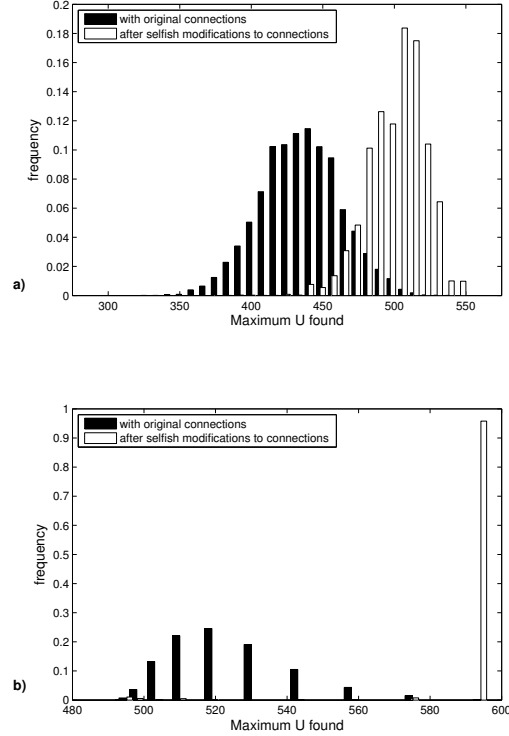 0.2
0.18
0.16
0.14
0.12
0.1
0.08
0.06
0.04
0.02
0
frequency
with original connections
after selfish modifications to connections
300 350 400 450 500 550
Maximum U found
a)
1
0.9
0.8
0.7
0.6
0.5
0.4
0.3
0.2
0.1
0
frequency
with original connections
after selfish modifications to connections
480 500 520 540 560 580 600
Maximum U found
b)